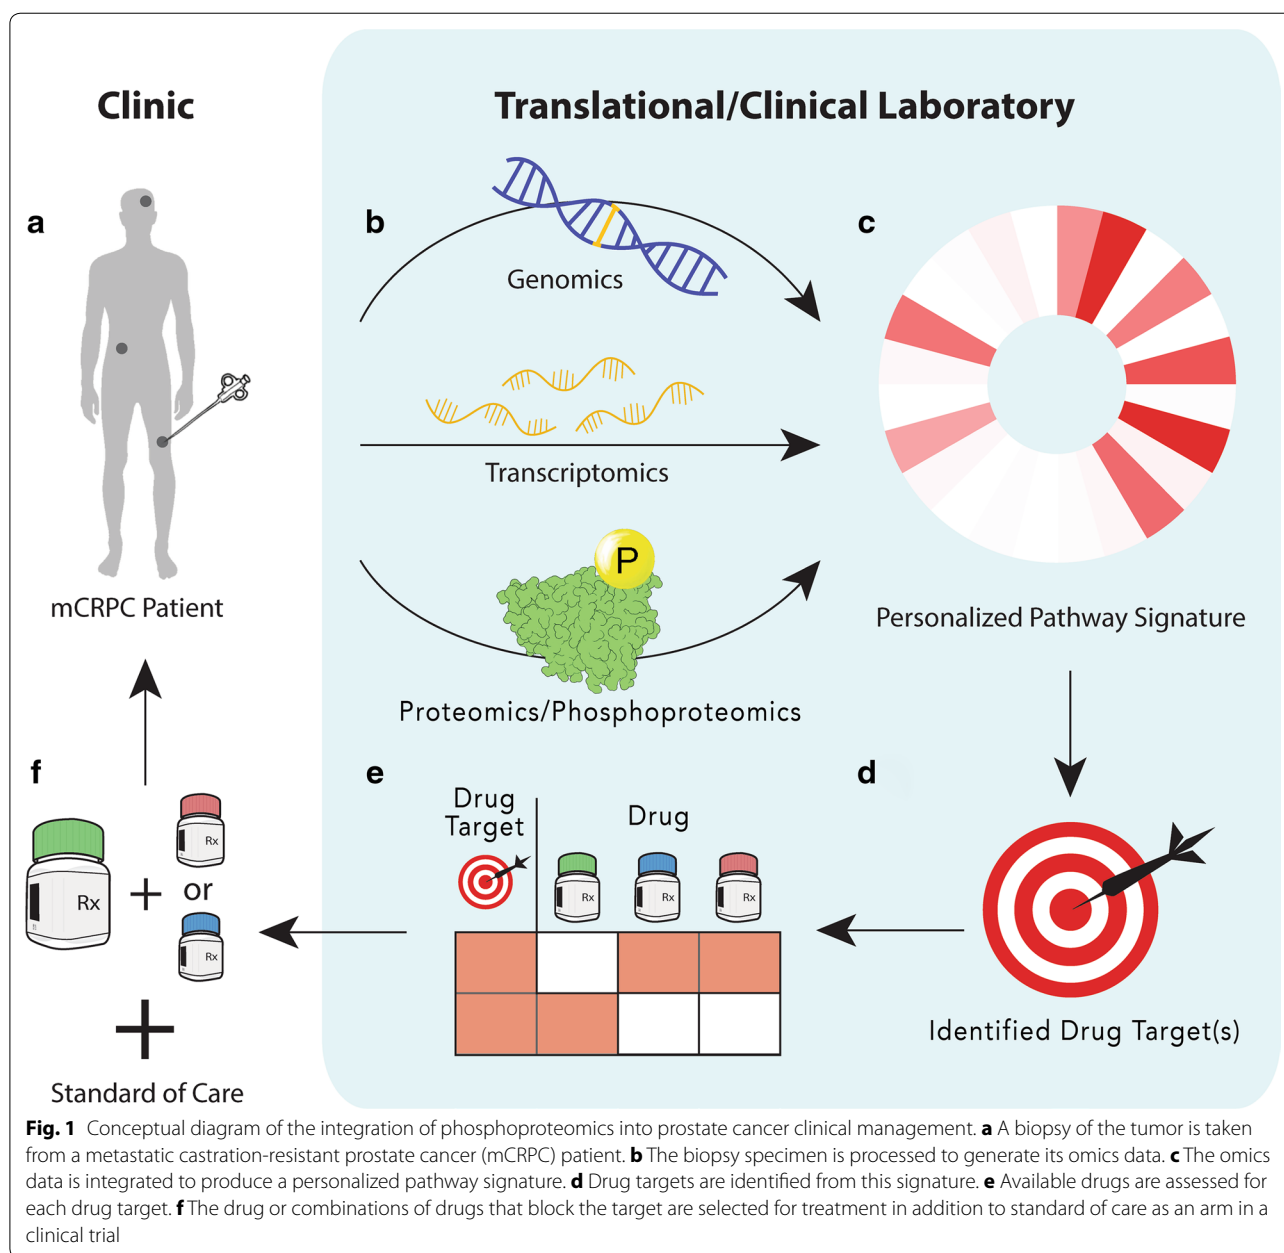 Clinic
Translational/Clinical Laboratory
a
mCRPC Patient
b
Genomics
Transcriptomics
P
Proteomics/Phosphoproteomics
c
Personalized Pathway Signature
d
Identified Drug Target(s)
e
Drug
Target
Drug
Rx
Rx
Rx
f
Rx
+
Rx
or
Rx
+
Standard of Care
Fig. 1 Conceptual diagram of the integration of phosphoproteomics into prostate cancer clinical management. a A biopsy of the tumor is taken
from a metastatic castration-resistant prostate cancer (mCRPC) patient. b The biopsy specimen is processed to generate its omics data. c The omics
data is integrated to produce a personalized pathway signature. d Drug targets are identified from this signature. e Available drugs are assessed for
each drug target. f The drug or combinations of drugs that block the target are selected for treatment in addition to standard of care as an arm in a
clinical trial